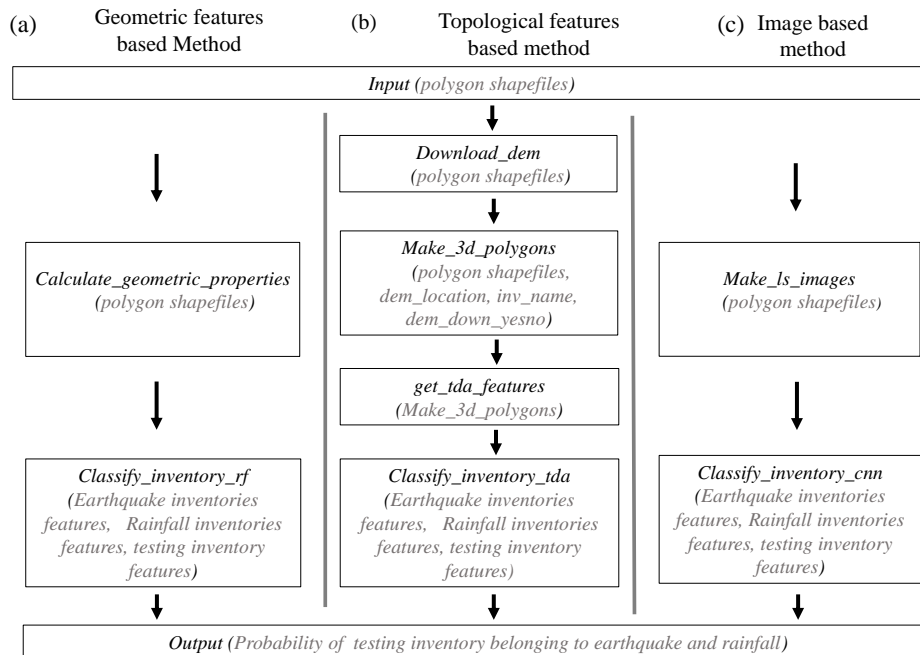 (a)
Geometric features
based Method
(b)
Topological features
based method
(c)
Image based
method
Input (polygon shapefiles)
Calculate_geometric_properties
(polygon shapefiles)
Classify_inventory_rf
(Earthquake inventories
features, Rainfall inventories
features, testing inventory
features)
Download_dem
(polygon shapefiles)
Make_3d_polygons
(polygon shapefiles,
dem_location, inv_name,
dem_down_yesno)
get_tda_features
(Make_3d_polygons)
Classify_inventory_tda
(Earthquake inventories
features, Rainfall inventories
features, testing inventory
features)
Make_ls_images
(polygon shapefiles)
Classify_inventory_cnn
(Earthquake inventories
features, Rainfall inventories
features, testing inventory
features)
Output (Probability of testing inventory belonging to earthquake and rainfall)